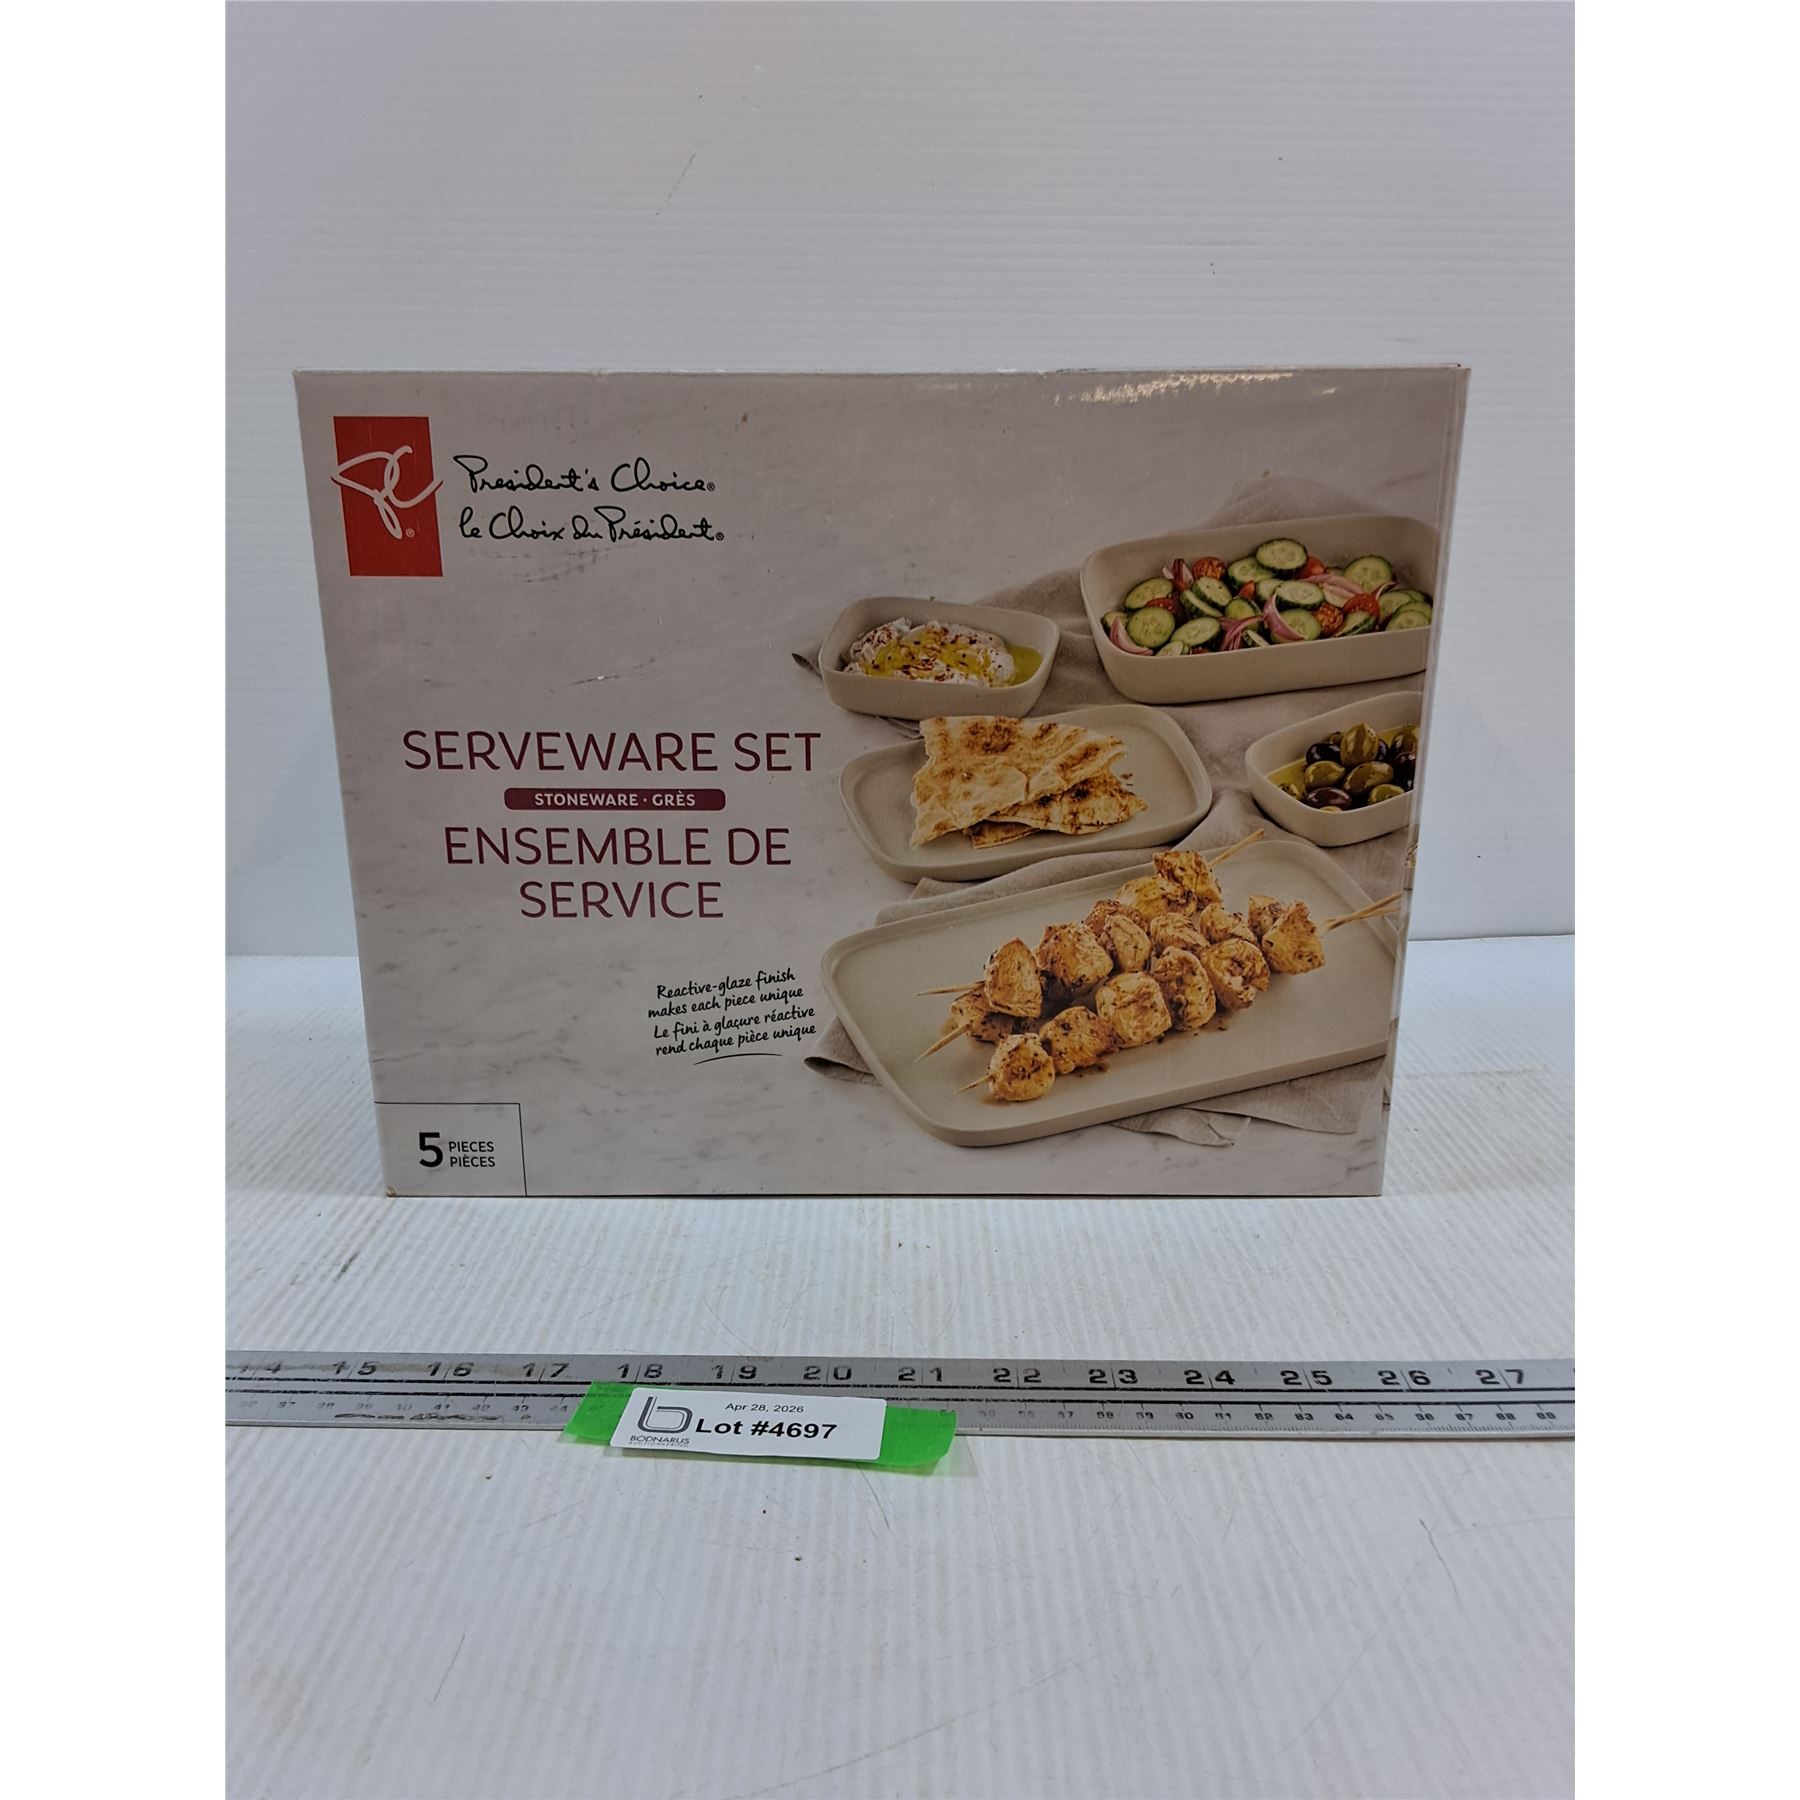 PC®
President's Choice®
le Choix du Président®
SERVEWARE SET
STONEWARE · GRÈS
ENSEMBLE DE
SERVICE
Reactive-glaze finish
makes each piece unique
Le fini à glaçure réactive
rend chaque pièce unique
5 PIECES
PIÈCES
14 15 16 17 18 19 20 21 22 23 24 25 26 27
Apr 28, 2026
Lot #4697
BODNARUS
AUCTIONEERING